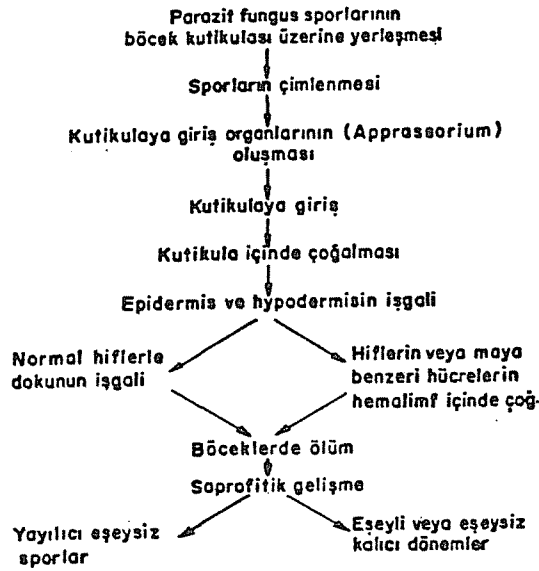 Parazit fungus sporlarının
böcek kutikulası üzerine yerleşmesi
Sporların çimlenmesi
Kutikulaya giriş organlarının (Apprassorium)
oluşması
Kutikulaya giriş
Kutikula içinde çoğalması
Epidermis ve hypodermisin işgali
Normal hiflerle
dokunun işgali
Hiflerin veya maya
benzeri hücrelerin
hemalimf içinde çoğ.
Böceklerde ölüm
Saprofitik gelişme
Yayılıcı eşeysiz
sporlar
Eşeyli veya eşeysiz
kalıcı dönemler